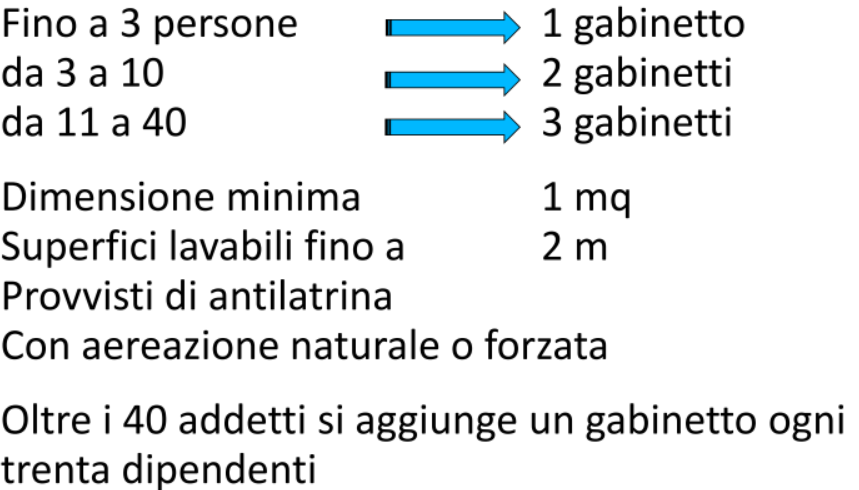 Fino a 3 persone 1 gabinetto
da 3 a 10 2 gabinetti
da 11 a 40 3 gabinetti
Dimensione minima 1 mq
Superfici lavabili fino a 2 m
Provvisti di antilatrina
Con aereazione naturale o forzata
Oltre i 40 addetti si aggiunge un gabinetto ogni
trenta dipendenti